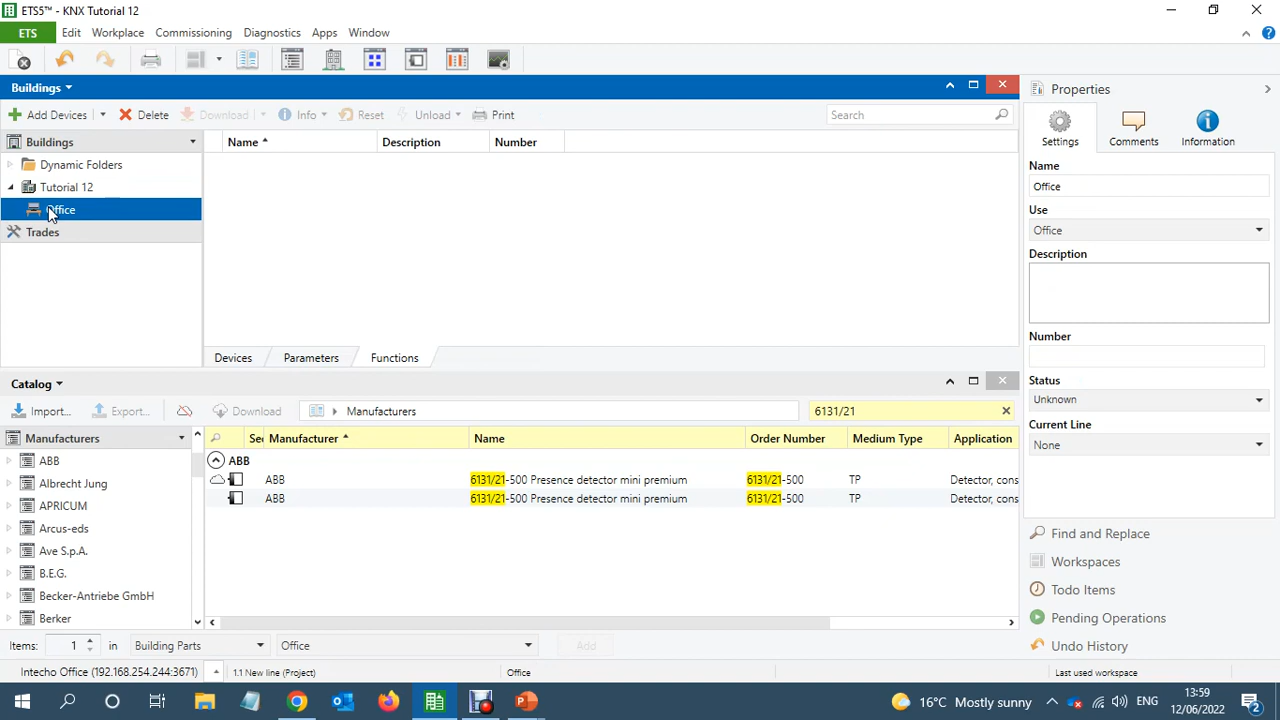 ETS5™ - KNX Tutorial 12
ETS Edit Workplace Commissioning Diagnostics Apps Window
Buildings
Add Devices Delete Download Info Reset Unload Print Search
Buildings
Name Description Number
Dynamic Folders
Tutorial 12
Office
Trades
Devices Parameters Functions
Catalog
Import... Export... Download Manufacturers 6131/21
Manufacturers
Sec Manufacturer Name Order Number Medium Type Application
ABB
ABB 6131/21-500 Presence detector mini premium 6131/21-500 TP Detector, cons
ABB 6131/21-500 Presence detector mini premium 6131/21-500 TP Detector, cons
ABB
Albrecht Jung
APRICUM
Arcus-eds
Ave S.p.A.
B.E.G.
Becker-Antriebe GmbH
Berker
Items: 1 in Building Parts Office Add
Intecho Office (192.168.254.244:3671) 1.1 New line (Project) Office Last used workspace
Properties
Settings Comments Information
Name
Office
Use
Office
Description
Number
Status
Unknown
Current Line
None
Find and Replace
Workspaces
Todo Items
Pending Operations
Undo History
16°C Mostly sunny ENG 13:59
12/06/2022
2